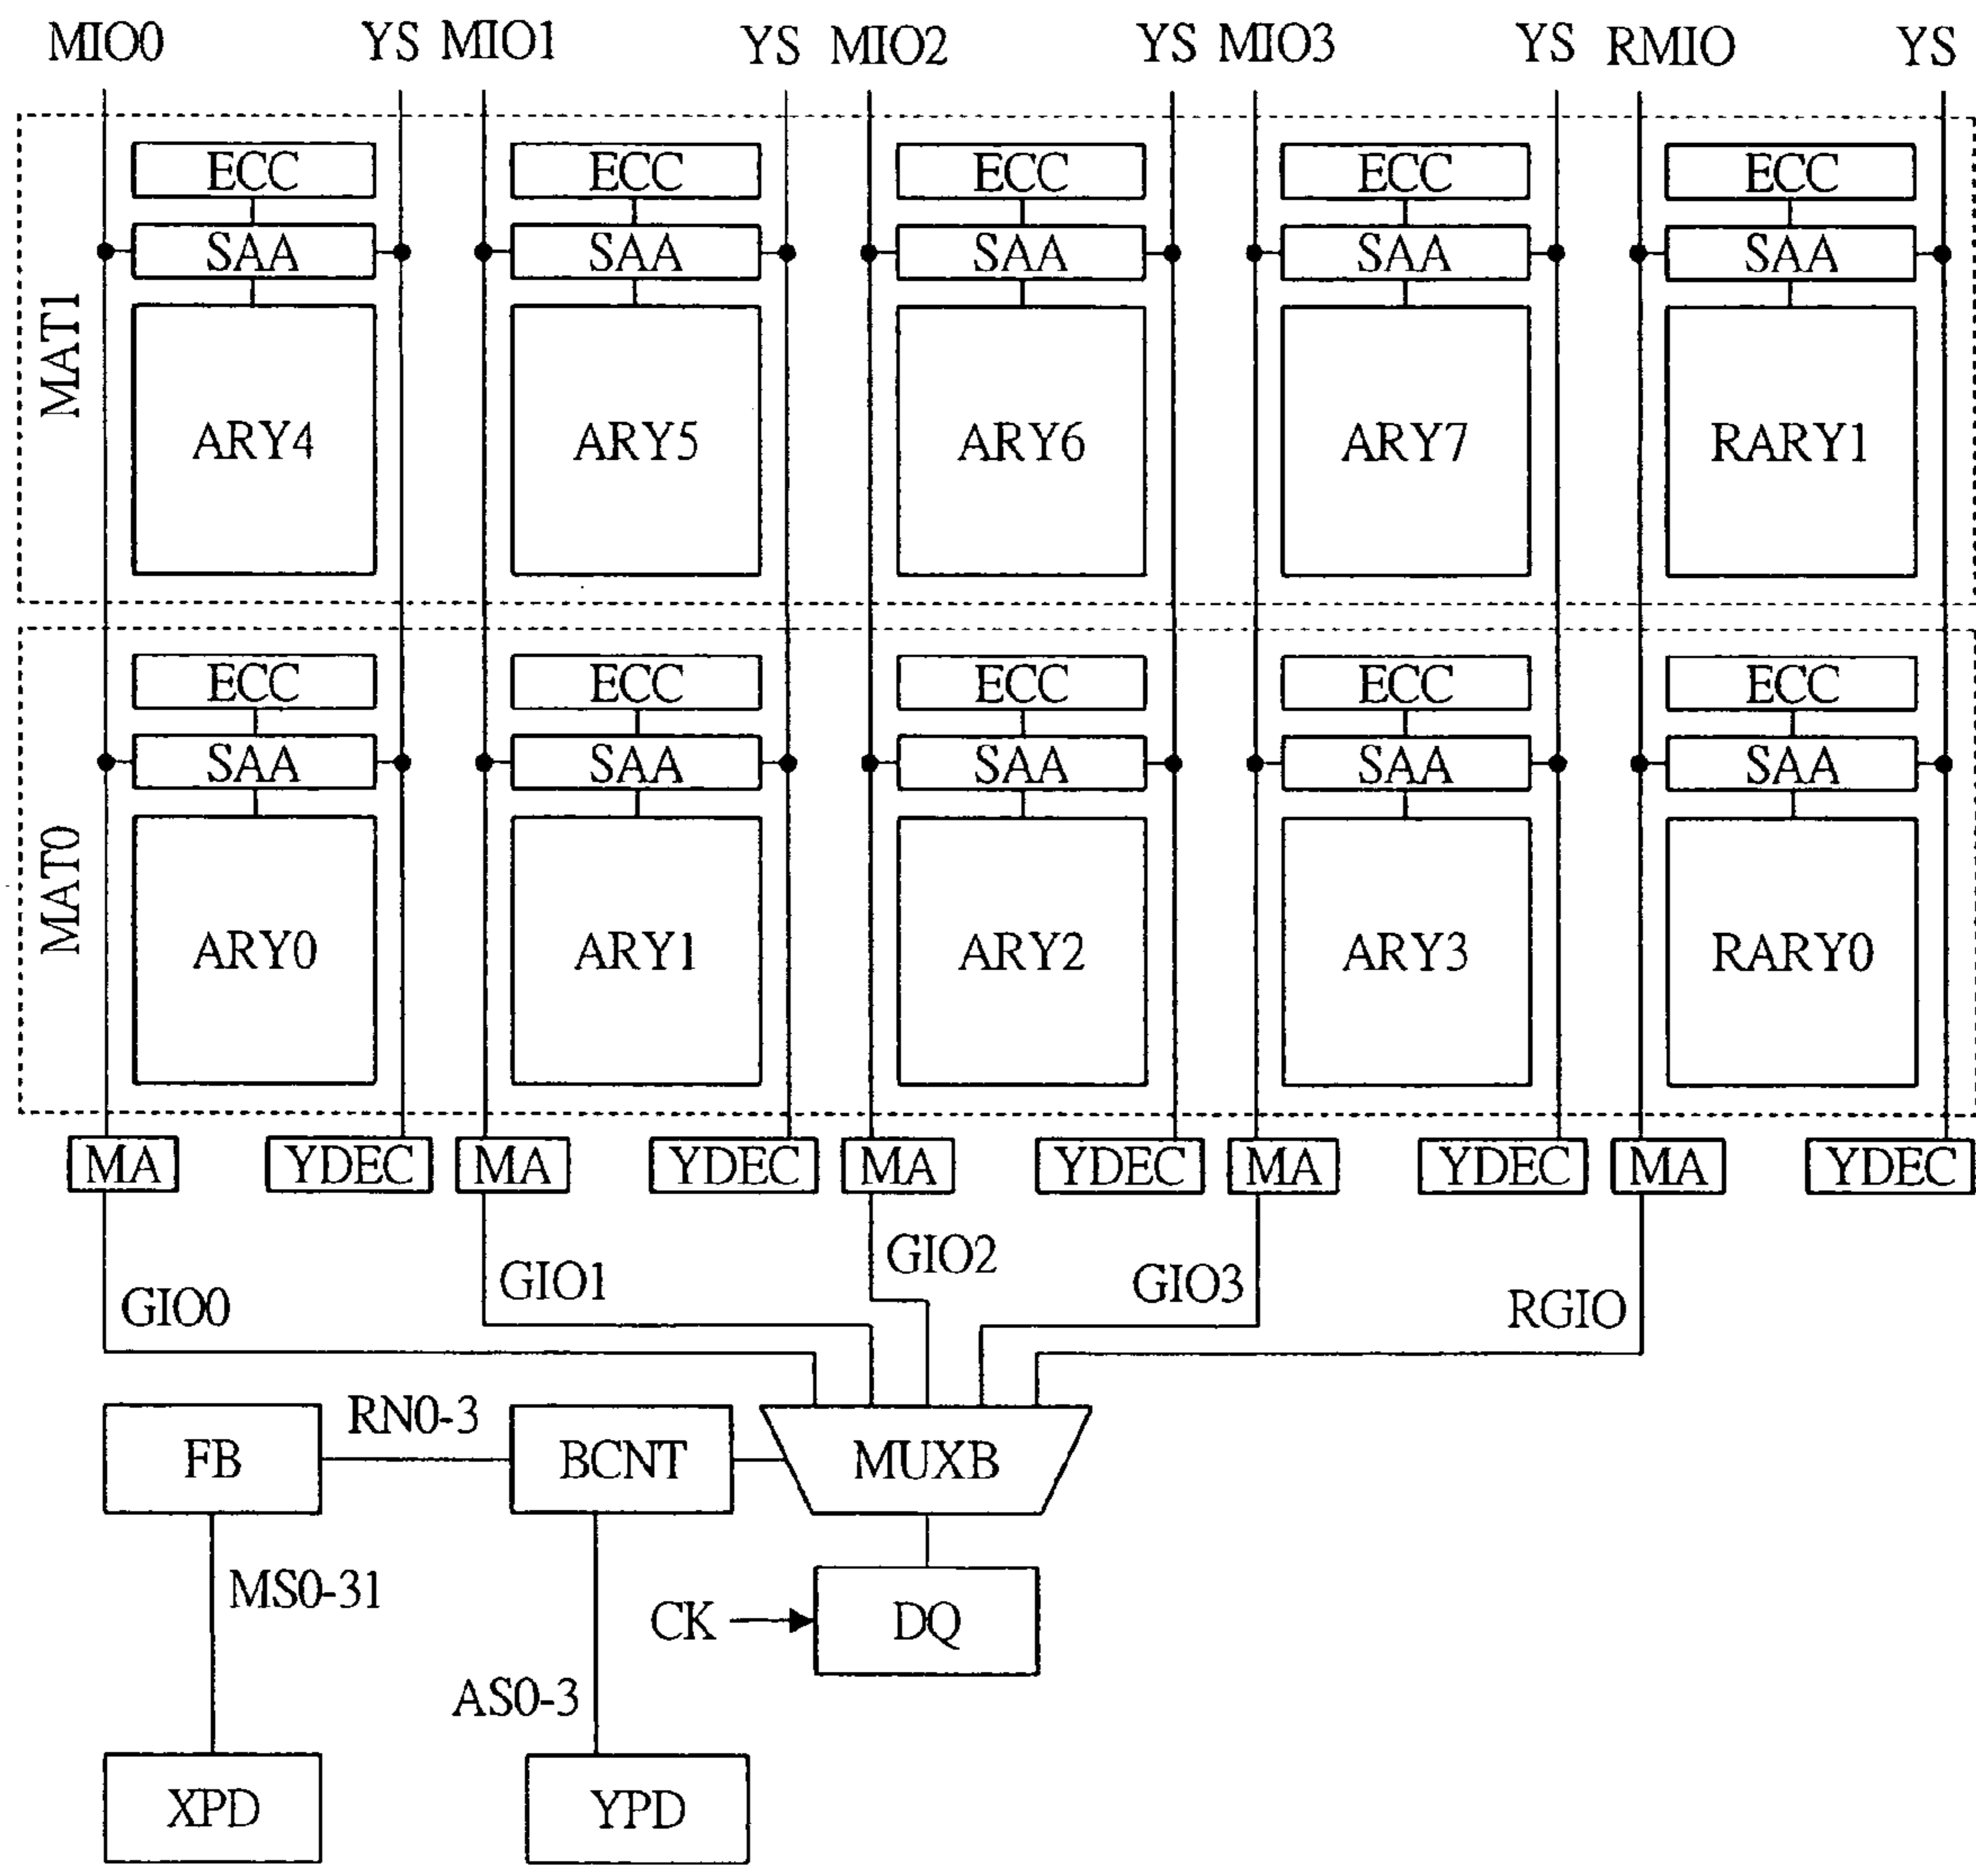 MIO0 YS MIO1 YS MIO2 YS MIO3 YS RMIO YS
MAT1
ECC ECC ECC ECC ECC
SAA SAA SAA SAA SAA
ARY4 ARY5 ARY6 ARY7 RARY1
MAT0
ECC ECC ECC ECC ECC
SAA SAA SAA SAA SAA
ARY0 ARY1 ARY2 ARY3 RARY0
MA YDEC MA YDEC MA YDEC MA YDEC MA YDEC
GIO0 GIO1 GIO2 GIO3 RGIO
FB RN0-3 BCNT MUXB
MS0-31
CK DQ
AS0-3
XPD YPD